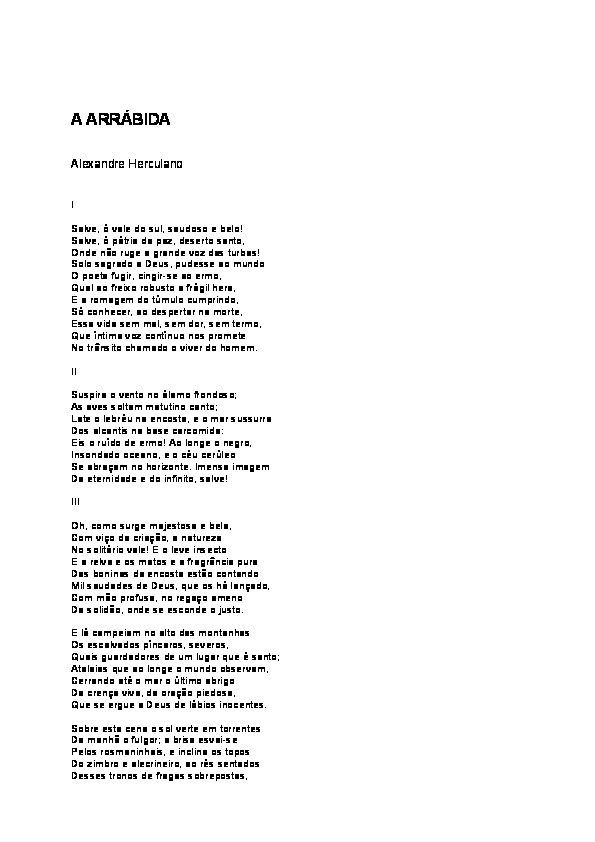 A ARRÁBIDA
Alexandre Herculano
I
Salve, ó vale do sul, saudoso e belo!
Salve, ó pátria da paz, deserto santo,
Onde não ruge a grande voz das turbas!
Solo sagrado a Deus, pudesse ao mundo
O poeta fugir, cingir-se ao ermo,
Qual ao freixo robusto a frágil hera,
E a romagem do túmulo cumprindo,
Só conhecer, ao despertar na morte,
Essa vida sem mal, sem dor, sem termo,
Que íntima voz contínuo nos promete
No trânsito chamado o viver do homem.
II
Suspira o vento no álamo frondoso;
As aves soltam matutino canto;
Late o lebréu na encosta, e o mar sussurra
Dos alcantis na base carcomida:
Eis o ruído de ermo! Ao longe o negro,
Insondado oceano, e o céu cerúleo
Se abraçam no horizonte. Imensa imagem
Da eternidade e do infinito, salve!
III
Oh, como surge majestosa e bela,
Com viço da criação, a natureza
No solitário vale! E o leve insecto
E a relva e os matos e a fragrância pura
Das boninas da encosta estão contando
Mil saudades de Deus, que os há lançado,
Com mão profusa, no regaço ameno
Da solidão, onde se esconde o justo.
E lá campeiam no alto das montanhas
Os escalvados píncaros, severos,
Quais guardadores de um lugar que é santo;
Atalaias que ao longe o mundo observam,
Cerrando até o mar o último abrigo
Da crença viva, da oração piedosa,
Que se ergue a Deus de lábios inocentes.
Sobre esta cena o sol verte em torrentes
Da manhã o fulgor; a brisa esvai-se
Pelos rosmaninhais, e inclina os topos
Do zimbro e alecrineiro, ao rés sentados
Desses tronos de fragas sobrepostas,